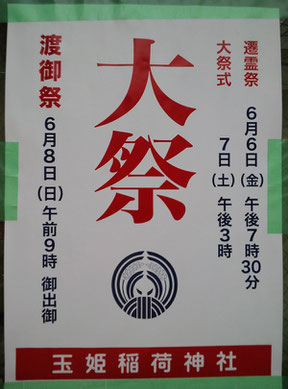 遷霊祭 6月6日(金) 午後7時30分
大祭式 7日(土) 午後3時
大祭
渡御祭 6月8日(日) 午前9時 御出御
玉姫稲荷神社